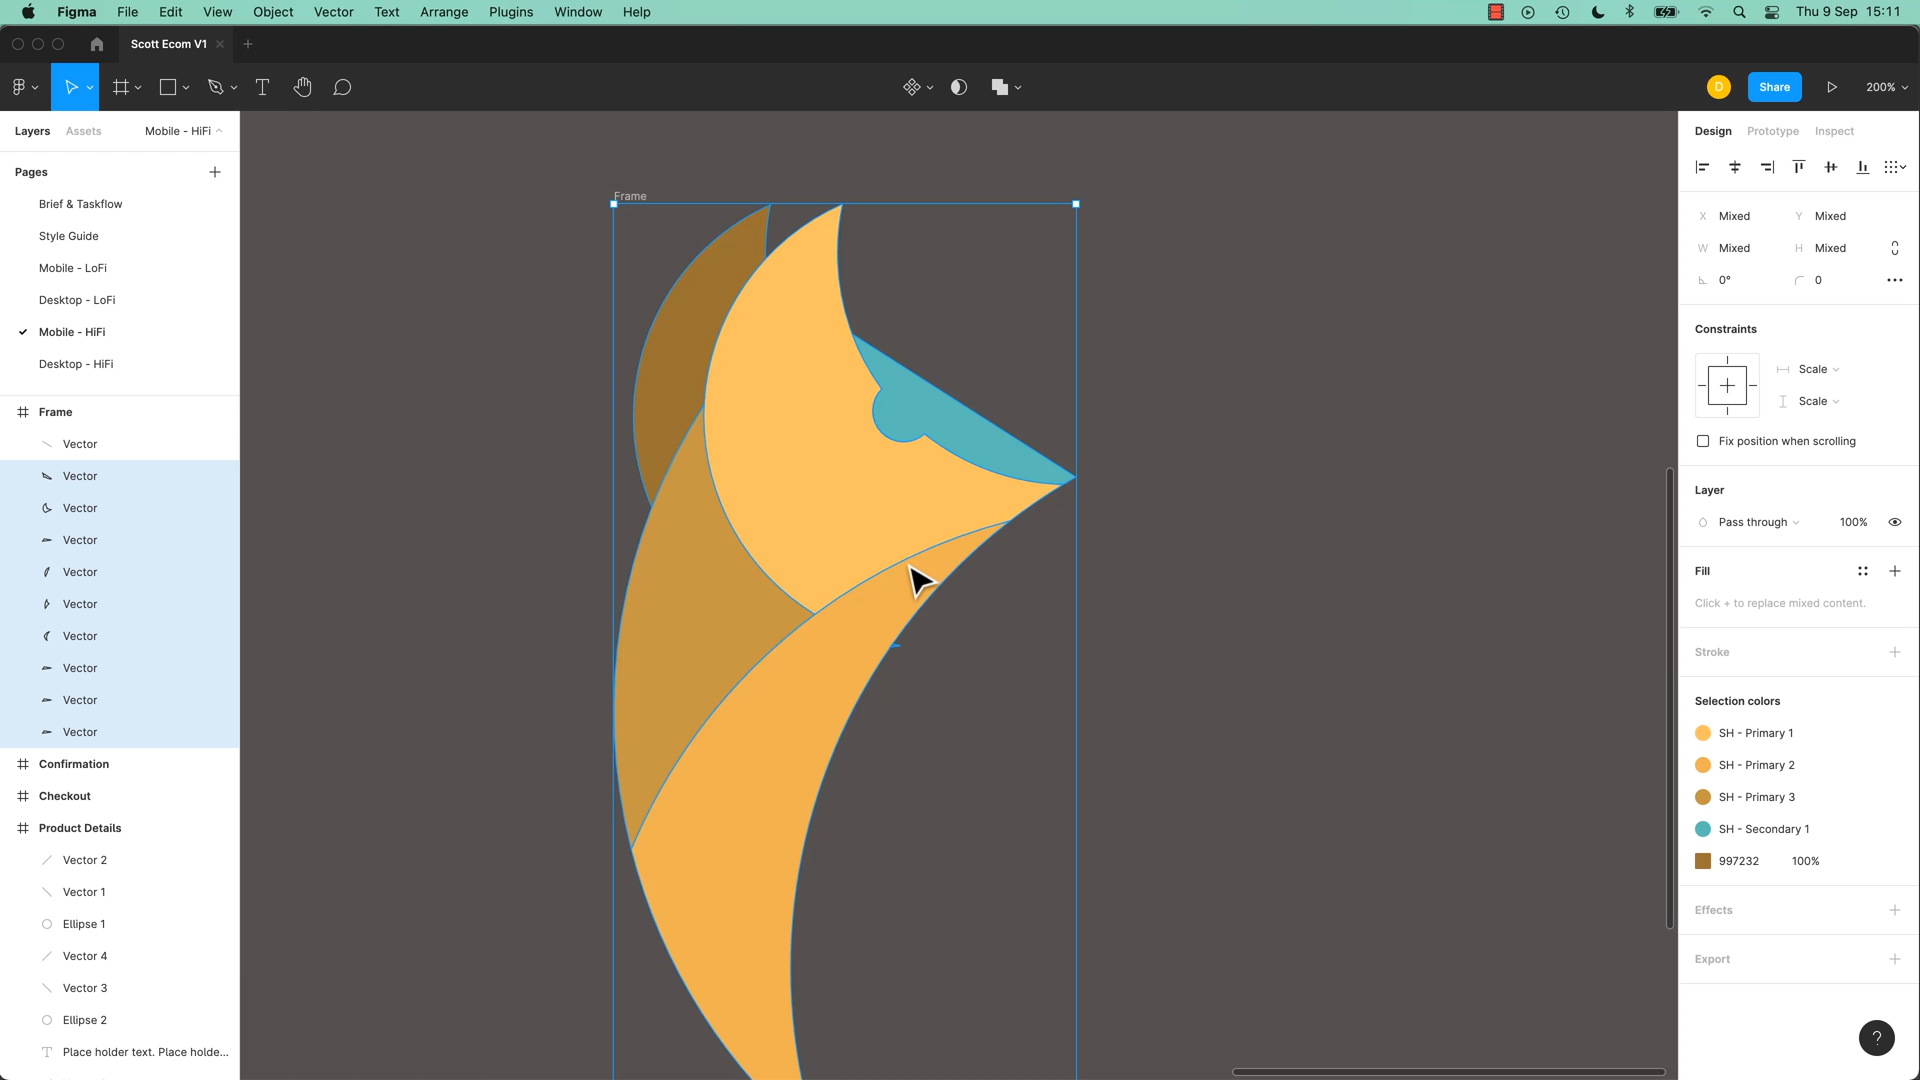 Figma File Edit View Object Vector Text Arrange Plugins Window Help Thu 9 Sep 15:11
Scott Ecom V1
D Share 200%
Layers Assets Mobile - HiFi
Pages
Brief & Taskflow
Style Guide
Mobile - LoFi
Desktop - LoFi
Mobile - HiFi
Desktop - HiFi
Frame
Vector
Vector
Vector
Vector
Vector
Vector
Vector
Vector
Vector
Vector
Confirmation
Checkout
Product Details
Vector 2
Vector 1
Ellipse 1
Vector 4
Vector 3
Ellipse 2
Place holder text. Place holde...
Frame
Design Prototype Inspect
X Mixed Y Mixed
W Mixed H Mixed
0° 0
Constraints
Scale
Scale
Fix position when scrolling
Layer
Pass through 100%
Fill
Click + to replace mixed content.
Stroke
Selection colors
SH - Primary 1
SH - Primary 2
SH - Primary 3
SH - Secondary 1
997232 100%
Effects
Export
?